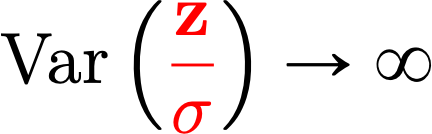 Var(𝐳/σ) → ∞